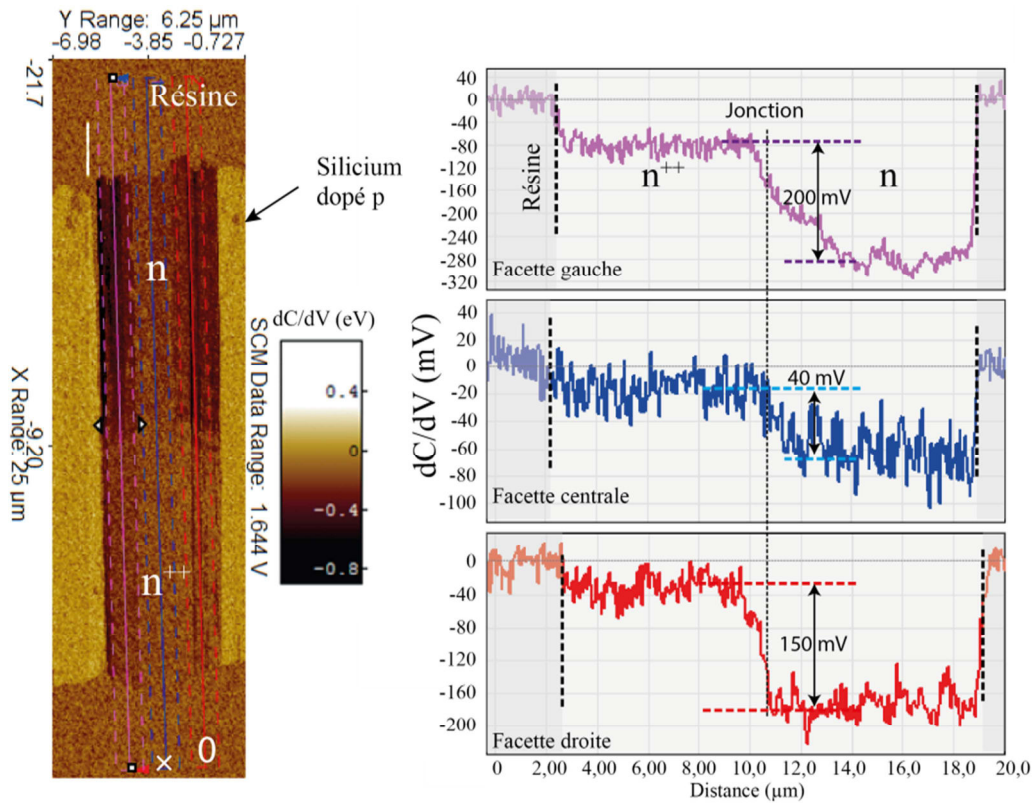 Y Range: 6.25 µm
-6.98 -3.85 -0.727
-21.7
-9.20
X Range: 25 µm
Résine
n
n++
× 0
Silicium
dopé p
dC/dV (eV)
0.4
0
-0.4
-0.8
SCM Data Range: 1.644 V
dC/dV (mV)
40
0
-40
-80
-120
-160
-200
-240
-280
-320
Résine
n++
Jonction
200 mV
n
Facette gauche
40
20
0
-20
-40
-60
-80
-100
40 mV
Facette centrale
0
-40
-80
-120
-160
-200
150 mV
Facette droite
0 2,00 4,00 6,00 8,00 10,0 12,0 14,0 16,0 18,0 20,0
Distance (µm)